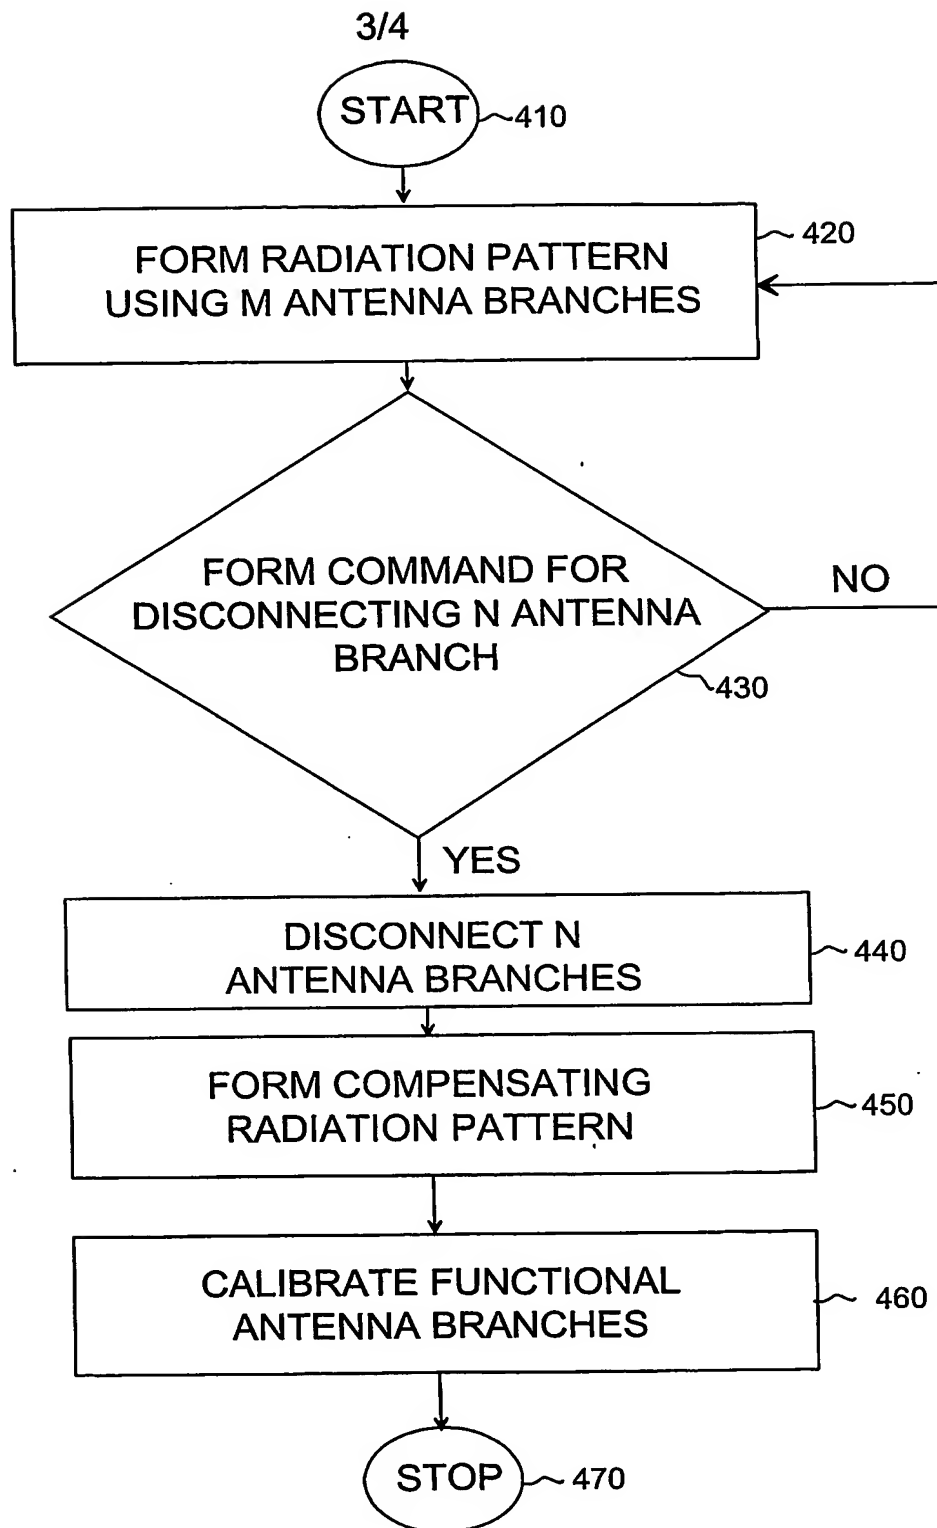 3/4
START
410
FORM RADIATION PATTERN
USING M ANTENNA BRANCHES
420
FORM COMMAND FOR
DISCONNECTING N ANTENNA
BRANCH
NO
430
YES
DISCONNECT N
ANTENNA BRANCHES
440
FORM COMPENSATING
RADIATION PATTERN
450
CALIBRATE FUNCTIONAL
ANTENNA BRANCHES
460
STOP
470